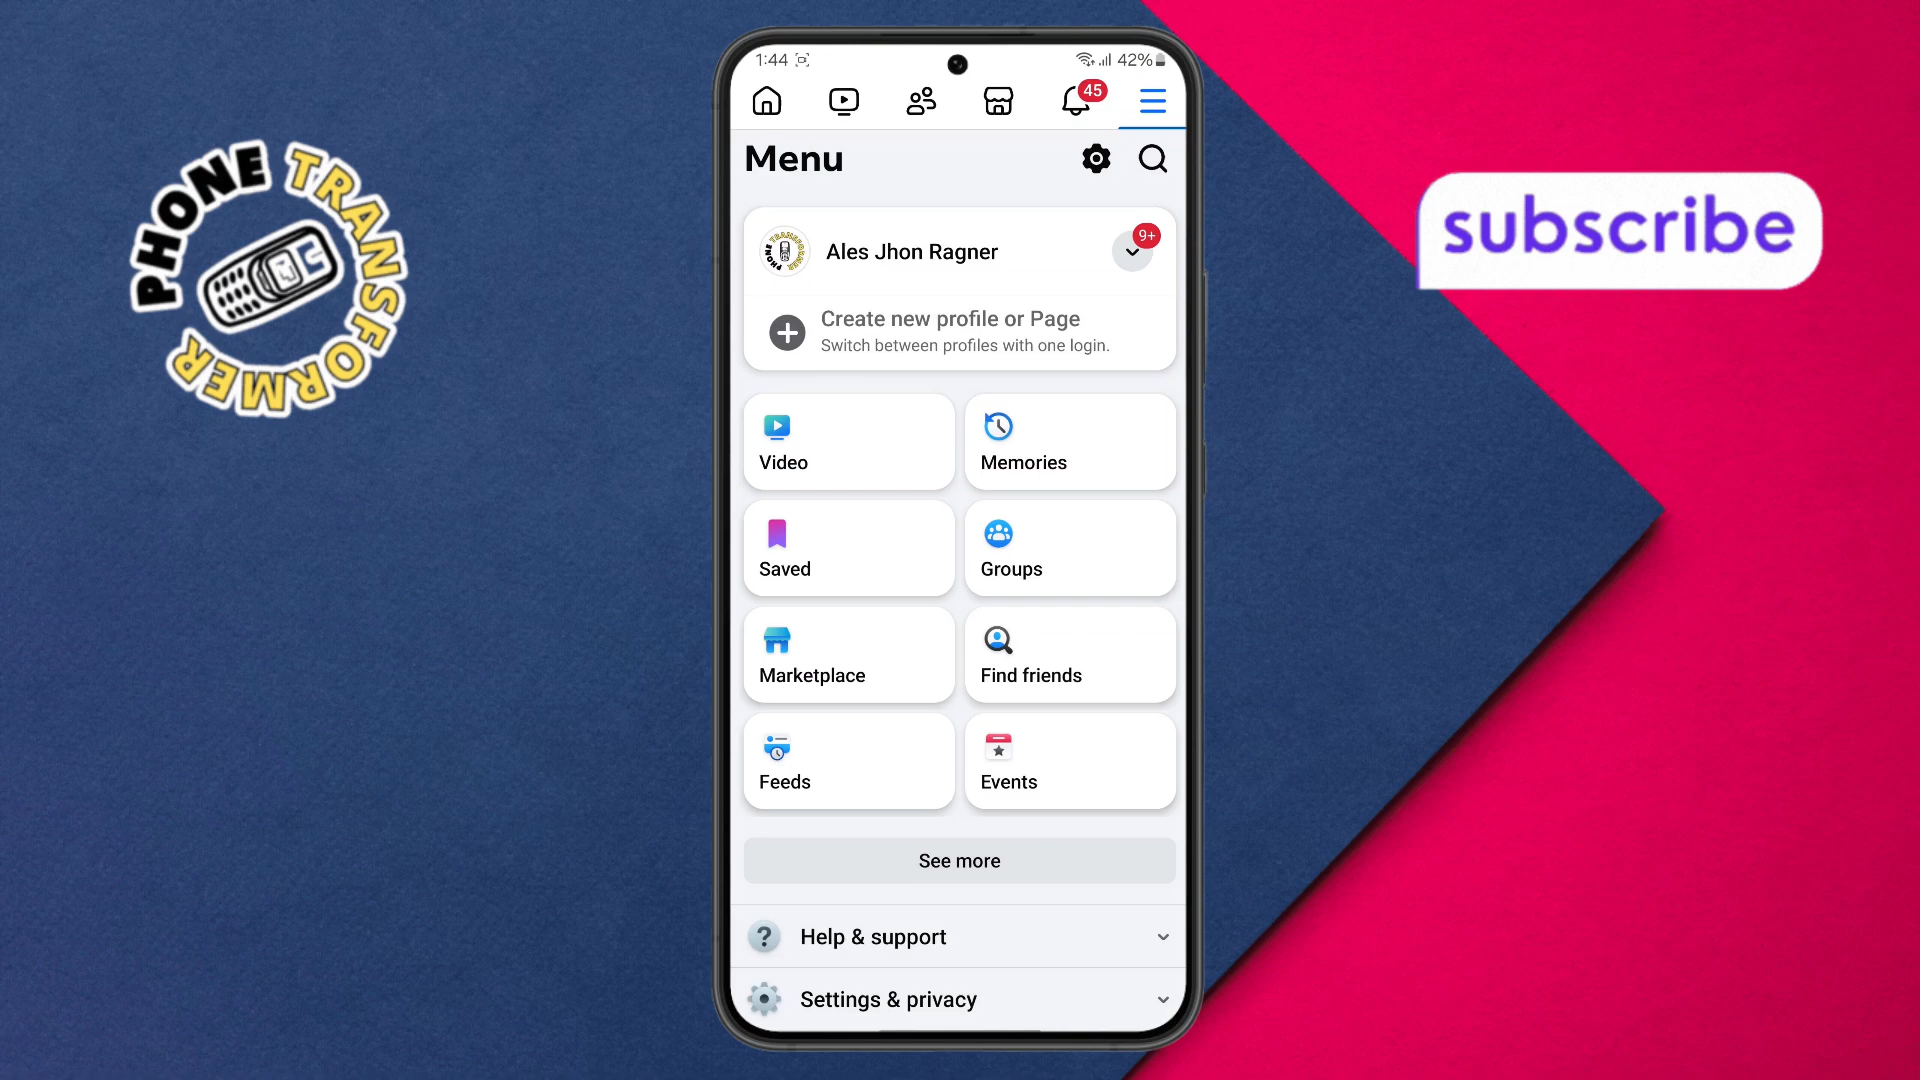 PHONE TRANSFORMER
1:44
42%
45
Menu
PHONE TRANSFORMER
Ales Jhon Ragner
9+
Create new profile or Page
Switch between profiles with one login.
Video
Memories
Saved
Groups
Marketplace
Find friends
Feeds
Events
See more
? Help & support
Settings & privacy
subscribe